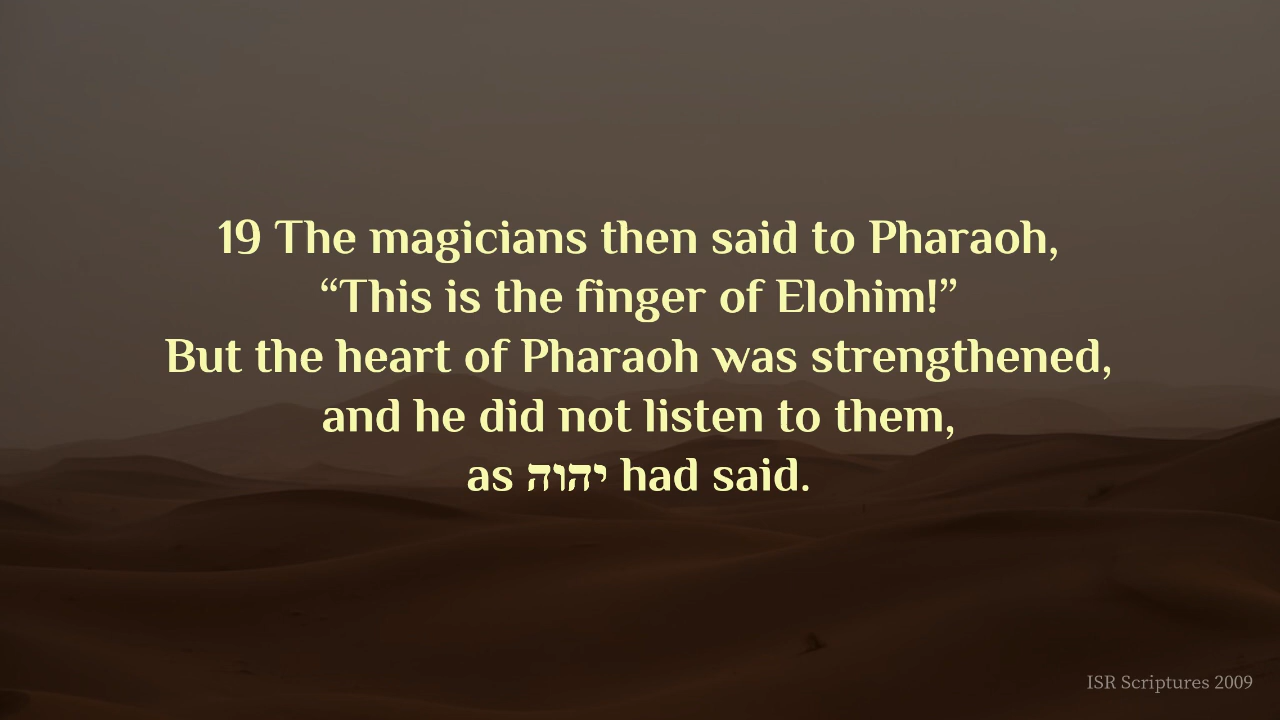 19 The magicians then said to Pharaoh,
“This is the finger of Elohim!”
But the heart of Pharaoh was strengthened,
and he did not listen to them,
as יהוה had said.
ISR Scriptures 2009